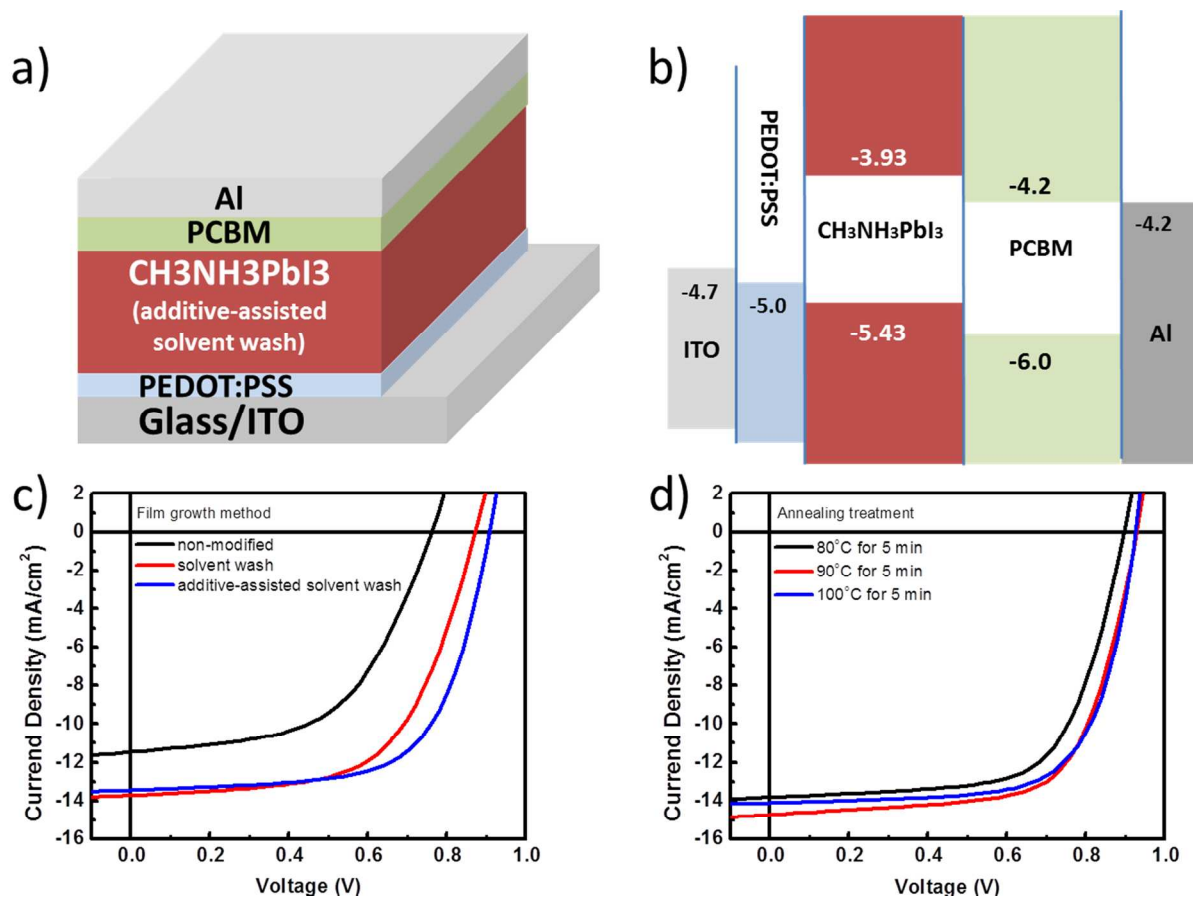 a)
Al
PCBM
CH3NH3PbI3
(additive-assisted
solvent wash)
PEDOT:PSS
Glass/ITO
b)
PEDOT:PSS
-3.93
-4.2
CH₃NH₃PbI₃
PCBM
-4.2
-4.7
-5.0
ITO
-5.43
-6.0
Al
c)
2
0
-2
-4
-6
-8
-10
-12
-14
-16
Currend Density (mA/cm²)
Film growth method
non-modified
solvent wash
additive-assisted solvent wash
0.0 0.2 0.4 0.6 0.8 1.0
Voltage (V)
d)
2
0
-2
-4
-6
-8
-10
-12
-14
-16
Currend Density (mA/cm²)
Annealing treatment
80°C for 5 min
90°C for 5 min
100°C for 5 min
0.0 0.2 0.4 0.6 0.8 1.0
Voltage (V)